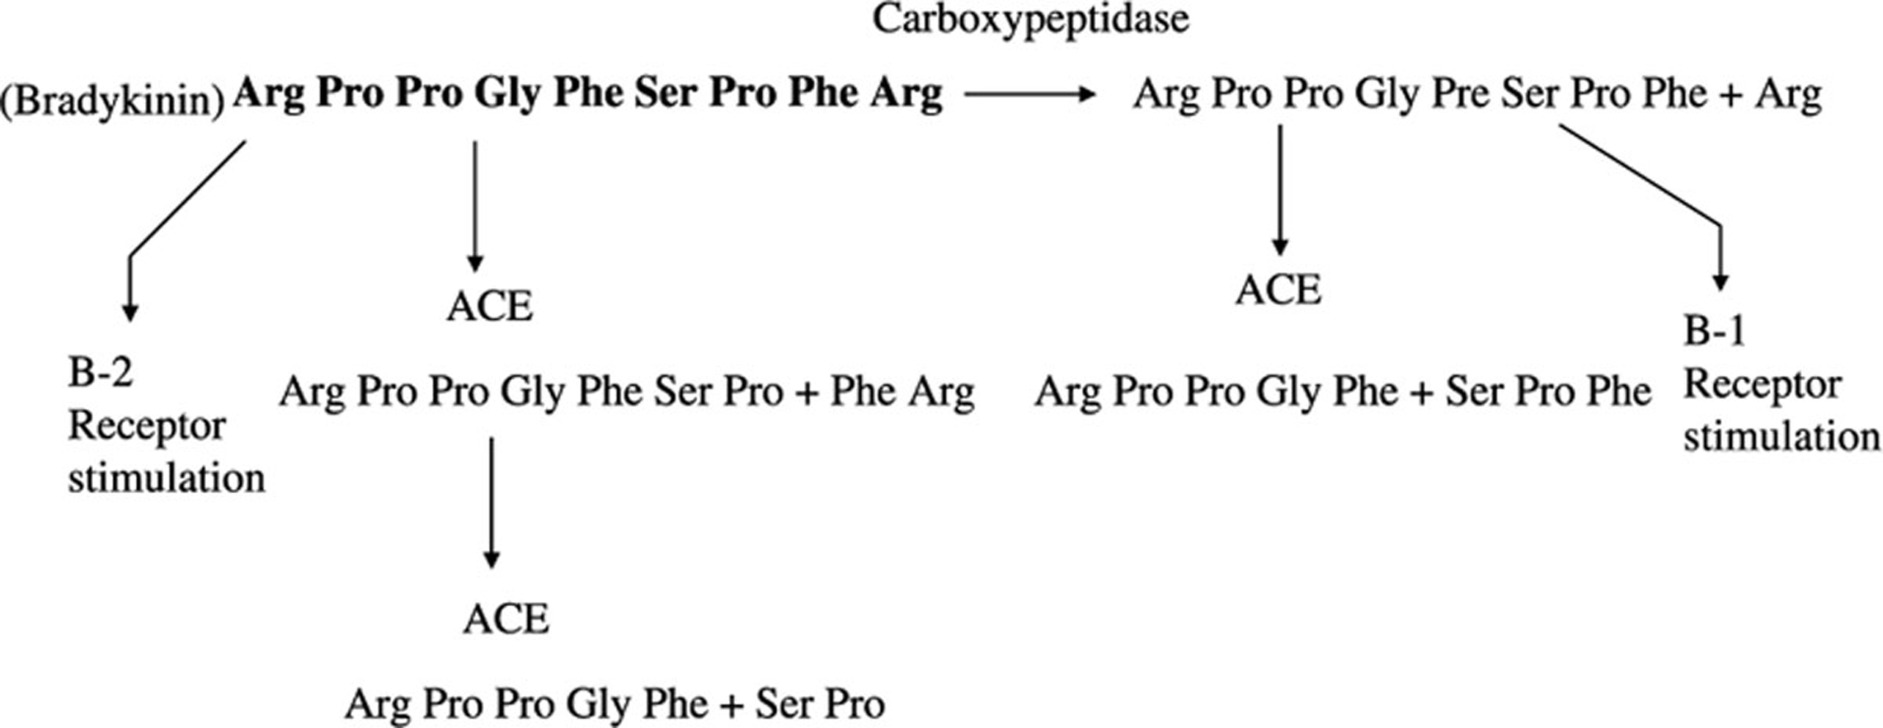 Carboxypeptidase
(Bradykinin) Arg Pro Pro Gly Phe Ser Pro Phe Arg
Arg Pro Pro Gly Pre Ser Pro Phe + Arg
ACE
ACE
B-2
Receptor
stimulation
Arg Pro Pro Gly Phe Ser Pro + Phe Arg
Arg Pro Pro Gly Phe + Ser Pro Phe
B-1
Receptor
stimulation
ACE
Arg Pro Pro Gly Phe + Ser Pro